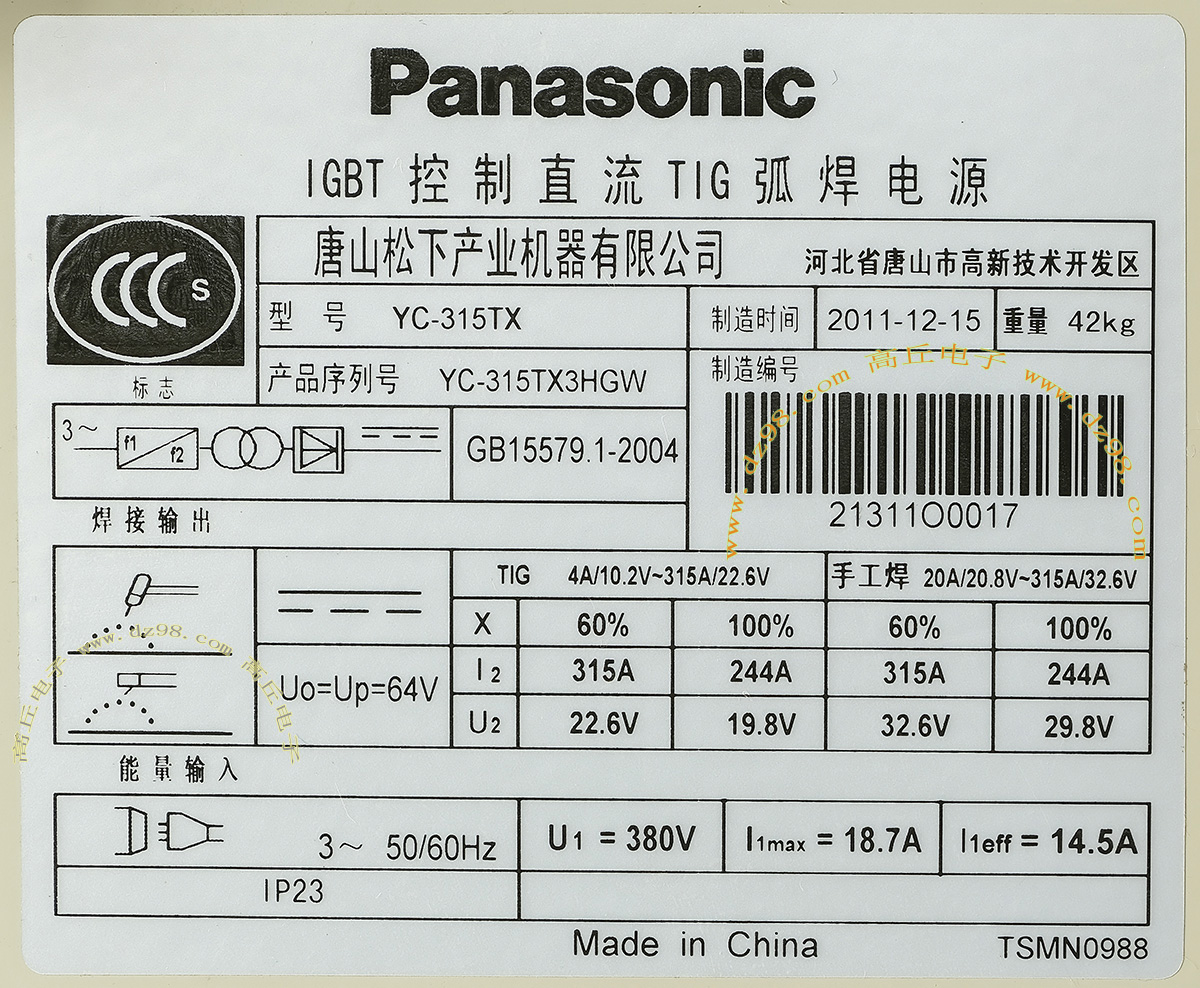 Panasonic
IGBT 控制直流 TIG 弧焊电源
CCC S
标志
唐山松下产业机器有限公司 河北省唐山市高新技术开发区
型号 YC-315TX 制造时间 2011-12-15 重量 42kg
产品序列号 YC-315TX3HGW 制造编号
3~ f1 f2 GB15579.1-2004
21311O0017
www.dz98.com 高丘电子 www.dz98.com
焊接输出
TIG 4A/10.2V~315A/22.6V 手工焊 20A/20.8V~315A/32.6V
X 60% 100% 60% 100%
I2 315A 244A 315A 244A
Uo=Up=64V
U2 22.6V 19.8V 32.6V 29.8V
高丘电子 www.dz98.com 高丘电子
能量输入
3~ 50/60Hz U1 = 380V I1max = 18.7A I1eff = 14.5A
IP23
Made in China TSMN0988